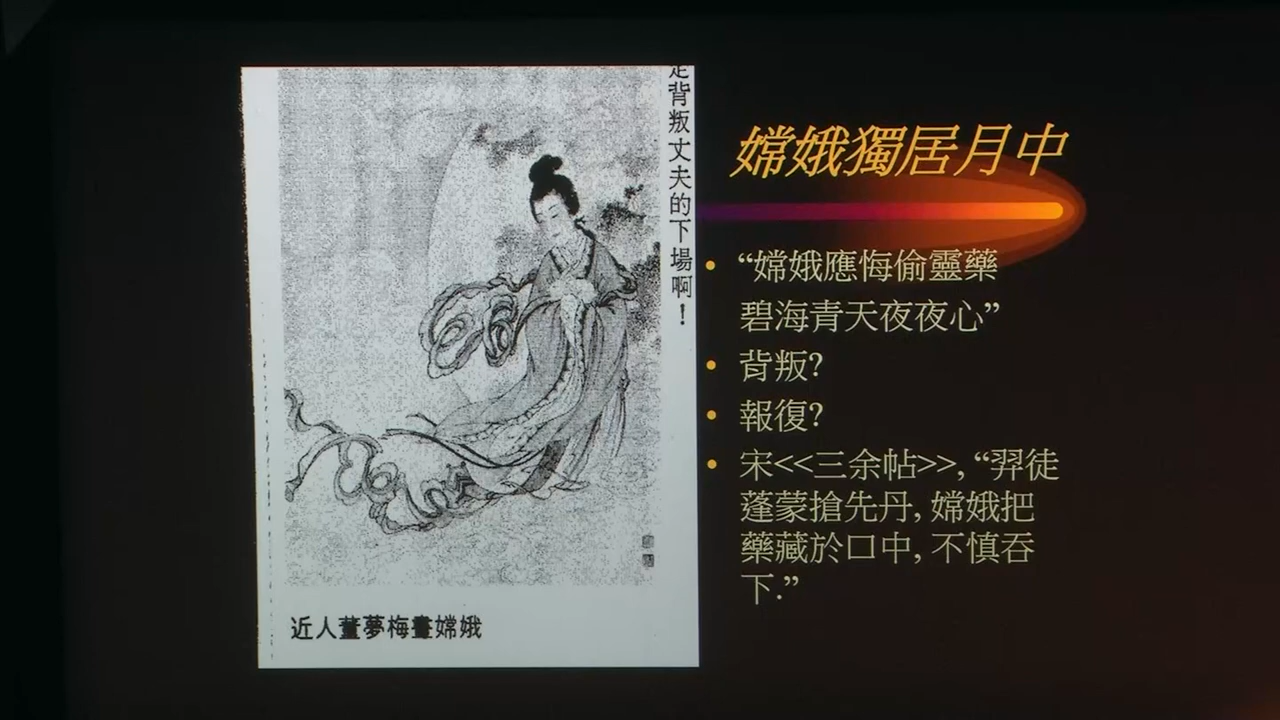 背叛丈夫的下場啊！
近人董夢梅畫嫦娥
嫦娥獨居月中
• “嫦娥應悔偷靈藥
碧海青天夜夜心”
• 背叛?
• 報復?
• 宋<<三余帖>>, “羿徒
蓬蒙搶先丹, 嫦娥把
藥藏於口中, 不慎吞
下.”